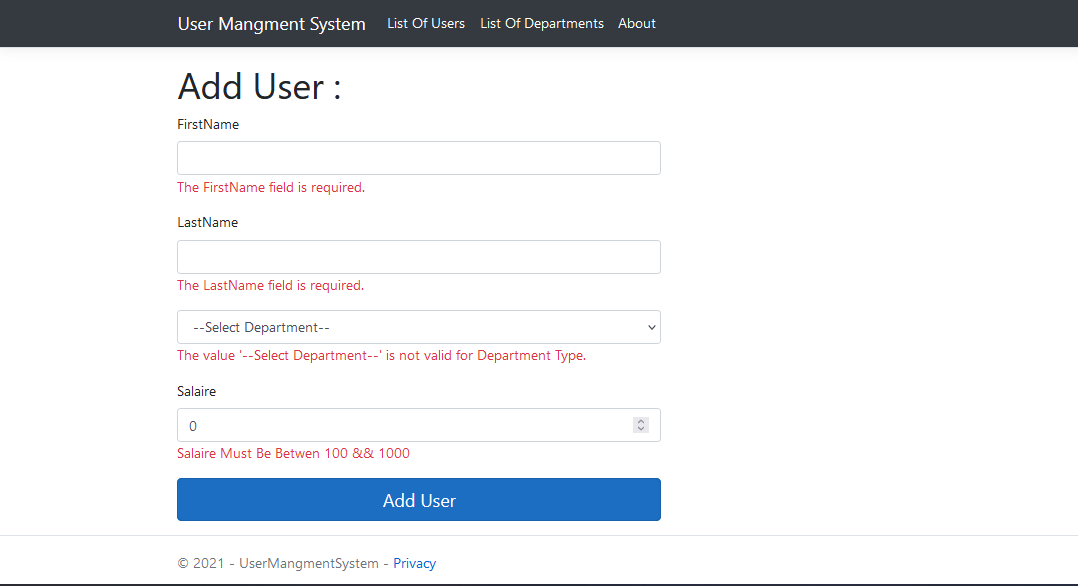 User Mangment System List Of Users List Of Departments About
Add User :
FirstName
The FirstName field is required.
LastName
The LastName field is required.
--Select Department--
The value '--Select Department--' is not valid for Department Type.
Salaire
0
Salaire Must Be Betwen 100 && 1000
Add User
© 2021 - UserMangmentSystem - Privacy